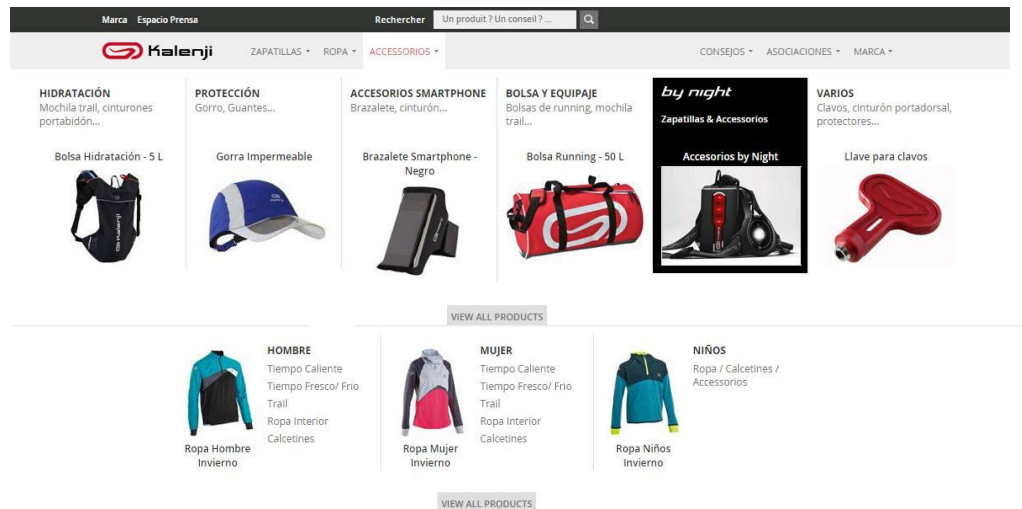 Marca Espacio Prensa Rechercher Un produit ? Un conseil ? ...
Kalenji ZAPATILLAS ROPA ACCESSORIOS CONSEJOS ASOCIACIONES MARCA
HIDRATACIÓN
Mochila trail, cinturones
portabidón...
PROTECCIÓN
Gorro, Guantes...
ACCESORIOS SMARTPHONE
Brazalete, cinturón...
BOLSA Y EQUIPAJE
Bolsas de running, mochila
trail...
by night
Zapatillas & Accessorios
VARIOS
Clavos, cinturón portadorsal,
protectores...
Bolsa Hidratación - 5 L
Kalenji
Gorra Impermeable
Brazalete Smartphone -
Negro
Bolsa Running - 50 L
Accesorios by Night
Llave para clavos
VIEW ALL PRODUCTS
Ropa Hombre
Invierno
HOMBRE
Tiempo Caliente
Tiempo Fresco/ Frio
Trail
Ropa Interior
Calcetines
Ropa Mujer
Invierno
MUJER
Tiempo Caliente
Tiempo Fresco/ Frio
Trail
Ropa Interior
Calcetines
Ropa Niños
Invierno
NIÑOS
Ropa / Calcetines /
Accessorios
VIEW ALL PRODUCTS